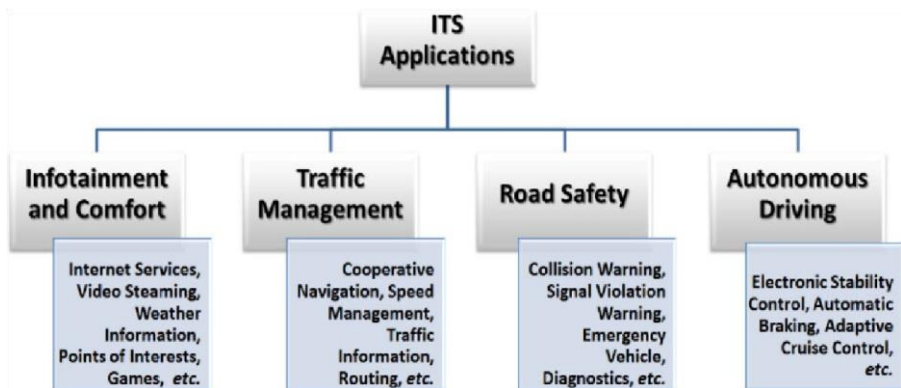 ITS
Applications
Infotainment
and Comfort
Traffic
Management
Road Safety
Autonomous
Driving
Internet Services,
Video Steaming,
Weather
Information,
Points of Interests,
Games, etc.
Cooperative
Navigation, Speed
Management,
Traffic
Information,
Routing, etc.
Collision Warning,
Signal Violation
Warning,
Emergency
Vehicle,
Diagnostics, etc.
Electronic Stability
Control, Automatic
Braking, Adaptive
Cruise Control,
etc.